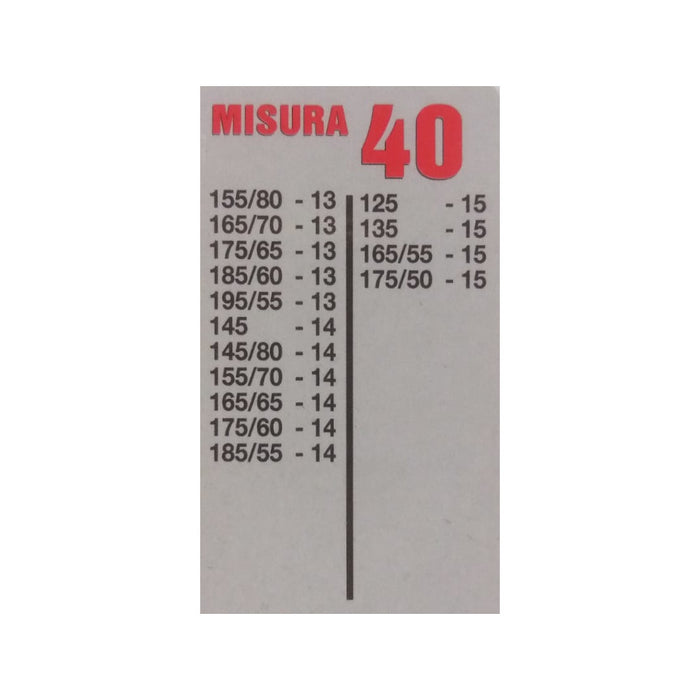 MISURA 40
155/80 - 13
165/70 - 13
175/65 - 13
185/60 - 13
195/55 - 13
145 - 14
145/80 - 14
155/70 - 14
165/65 - 14
175/60 - 14
185/55 - 14
125 - 15
135 - 15
165/55 - 15
175/50 - 15